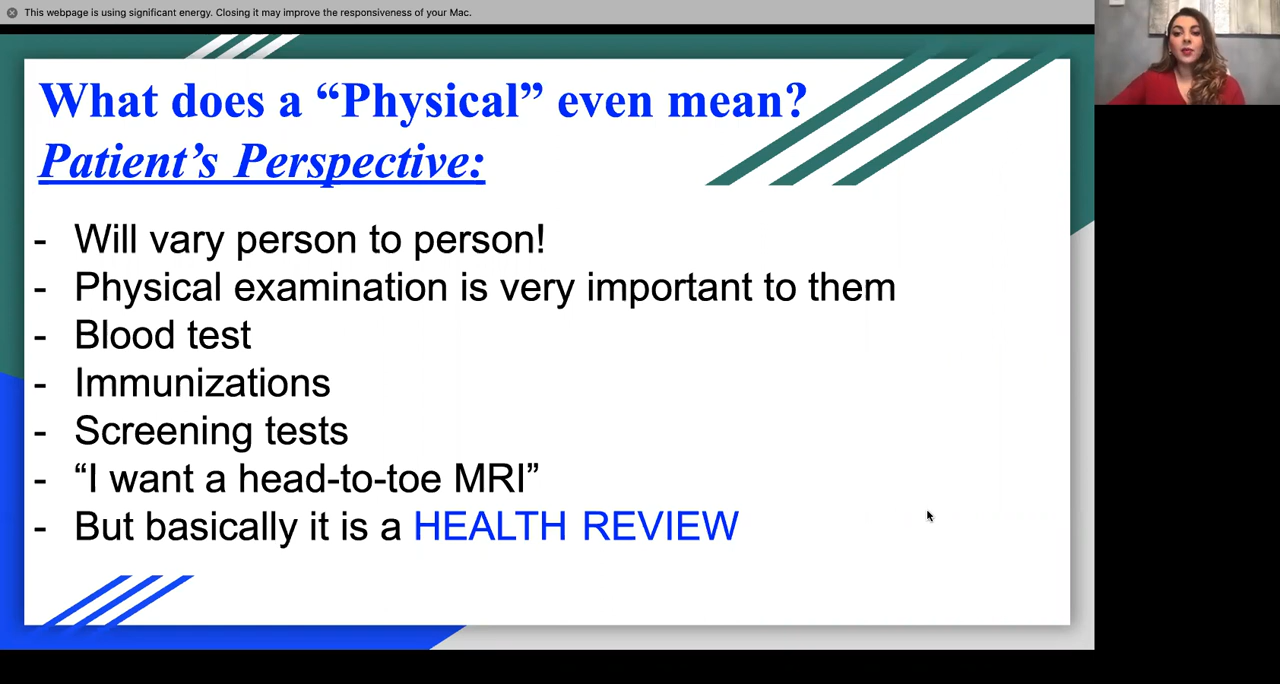 This webpage is using significant energy. Closing it may improve the responsiveness of your Mac.
What does a “Physical” even mean?
Patient’s Perspective:
- Will vary person to person!
- Physical examination is very important to them
- Blood test
- Immunizations
- Screening tests
- “I want a head-to-toe MRI”
- But basically it is a HEALTH REVIEW